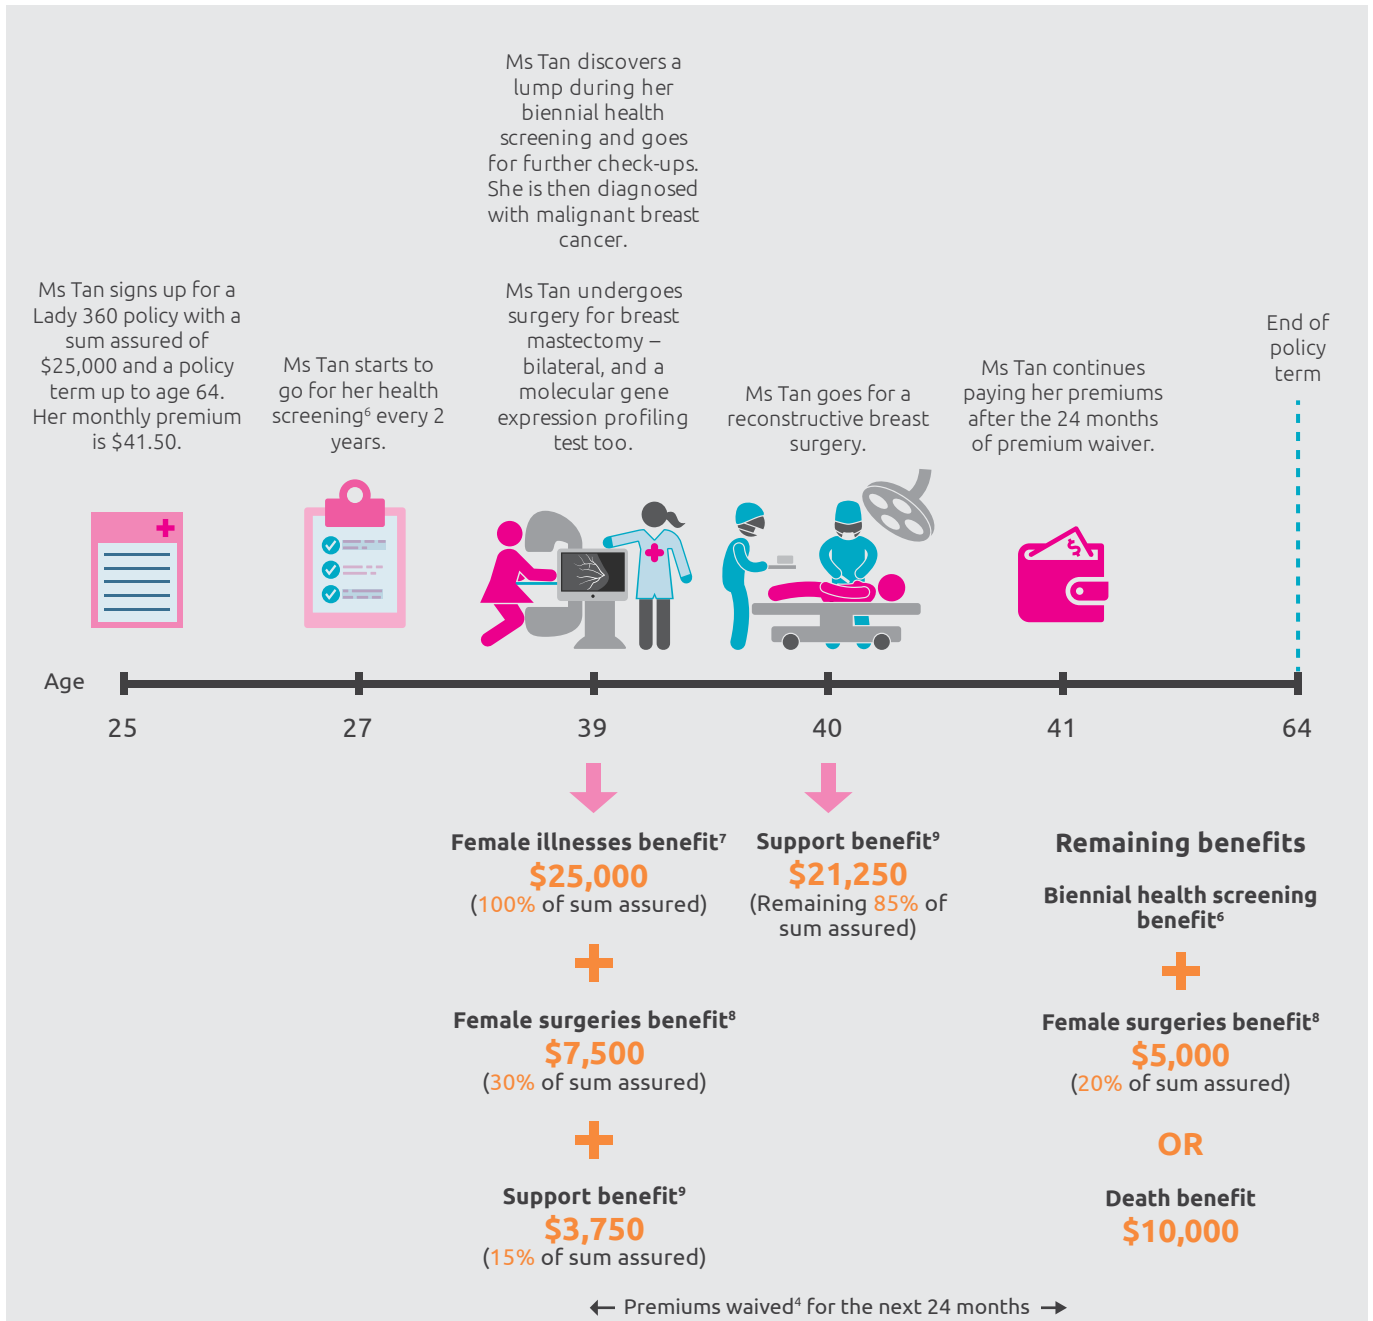 Ms Tan signs up for a
Lady 360 policy with a
sum assured of
$25,000 and a policy
term up to age 64.
Her monthly premium
is $41.50.
Ms Tan starts to
go for her health
screening⁶ every 2
years.
Ms Tan discovers a
lump during her
biennial health
screening and goes
for further check-ups.
She is then diagnosed
with malignant breast
cancer.
Ms Tan undergoes
surgery for breast
mastectomy –
bilateral, and a
molecular gene
expression profiling
test too.
Ms Tan goes for a
reconstructive breast
surgery.
Ms Tan continues
paying her premiums
after the 24 months
of premium waiver.
End of
policy
term
$
Age
25
27
39
40
41
64
Female illnesses benefit⁷
$25,000
(100% of sum assured)
+
Female surgeries benefit⁸
$7,500
(30% of sum assured)
+
Support benefit⁹
$3,750
(15% of sum assured)
Support benefit⁹
$21,250
(Remaining 85% of
sum assured)
Remaining benefits
Biennial health screening
benefit⁶
+
Female surgeries benefit⁸
$5,000
(20% of sum assured)
OR
Death benefit
$10,000
← Premiums waived⁴ for the next 24 months →